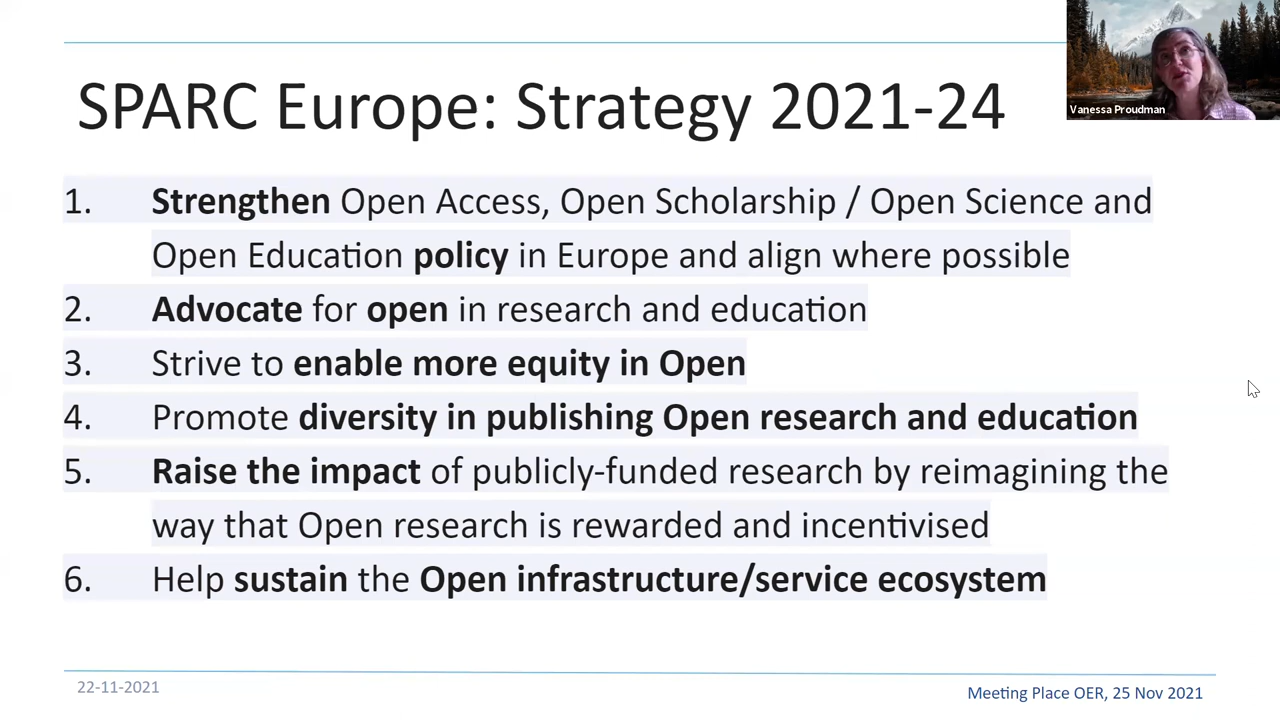 SPARC Europe: Strategy 2021-24
Vanessa Proudman
1. Strengthen Open Access, Open Scholarship / Open Science and
Open Education policy in Europe and align where possible
2. Advocate for open in research and education
3. Strive to enable more equity in Open
4. Promote diversity in publishing Open research and education
5. Raise the impact of publicly-funded research by reimagining the
way that Open research is rewarded and incentivised
6. Help sustain the Open infrastructure/service ecosystem
22-11-2021
Meeting Place OER, 25 Nov 2021